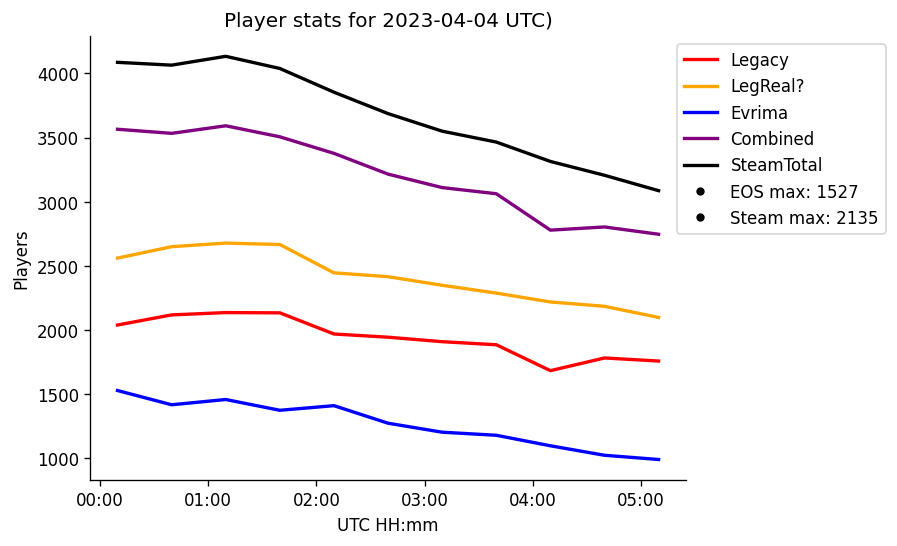 Player stats for 2023-04-04 UTC)
Players
4000
3500
3000
2500
2000
1500
1000
00:00
01:00
02:00
03:00
04:00
05:00
UTC HH:mm
Legacy
LegReal?
Evrima
Combined
SteamTotal
EOS max: 1527
Steam max: 2135